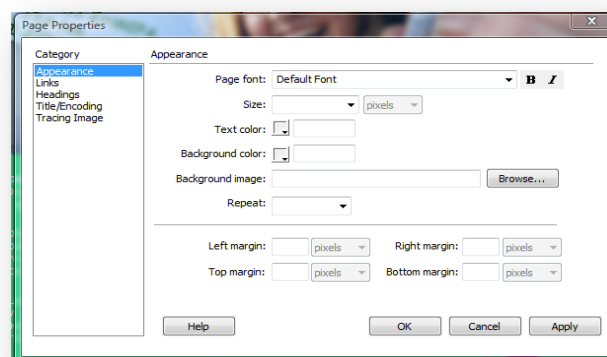 Page Properties
Category
Appearance
Links
Headings
Title/Encoding
Tracing Image
Appearance
Page font: Default Font B I
Size: pixels
Text color:
Background color:
Background image: Browse...
Repeat:
Left margin: pixels Right margin: pixels
Top margin: pixels Bottom margin: pixels
Help OK Cancel Apply